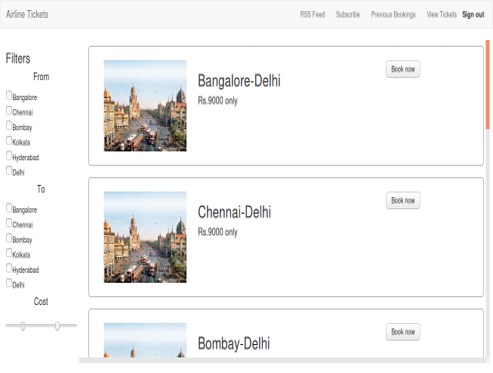 Airline Tickets RSS Feed Subscribe Previous Bookings View Tickets Sign out
Filters
From
Bangalore
Chennai
Bombay
Kolkata
Hyderabad
Delhi
To
Bangalore
Chennai
Bombay
Kolkata
Hyderabad
Delhi
Cost
Bangalore-Delhi
Rs.9000 only
Book now
Chennai-Delhi
Rs.9000 only
Book now
Bombay-Delhi
Book now